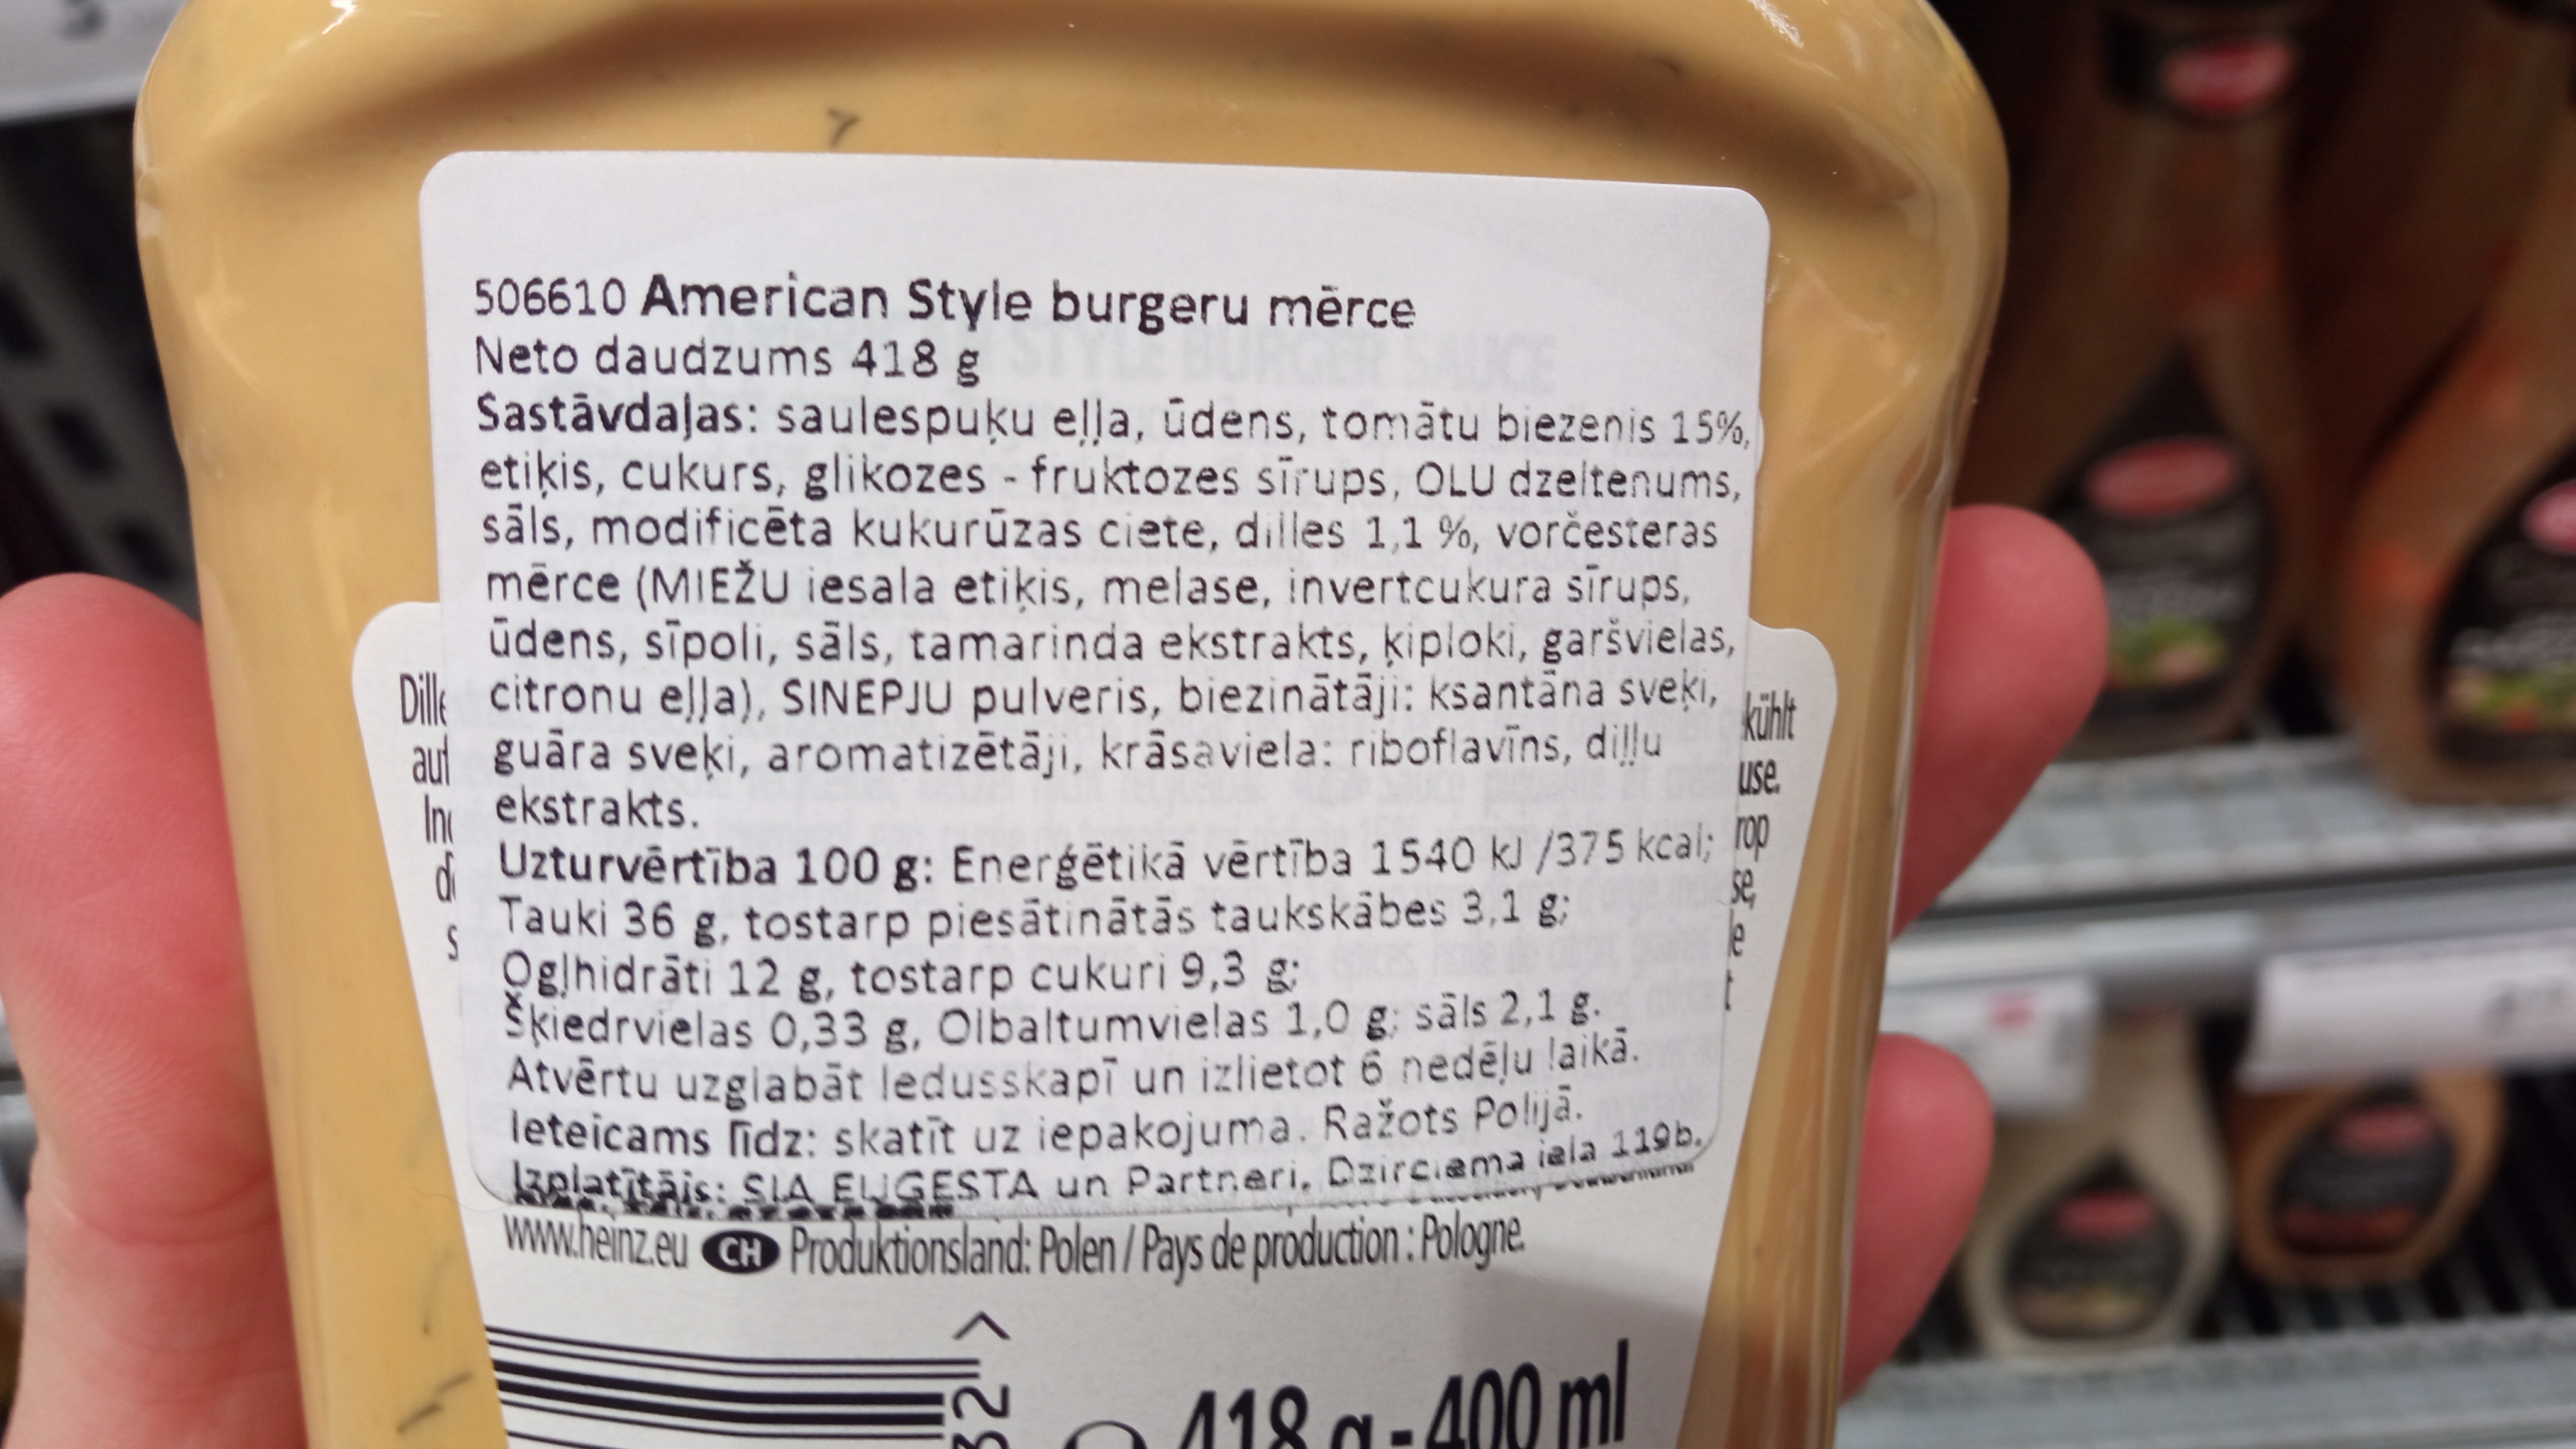 506610 American Style burgeru mērce
Neto daudzums 418 g
Sastāvdaļas: saulespuķu eļļa, ūdens, tomātu biezenis 15%,
etiķis, cukurs, glikozes - fruktozes sīrups, OLU dzeltenums,
sāls, modificēta kukurūzas ciete, dilles 1,1 %, vorčesteras
mērce (MIEŽU iesala etiķis, melase, invertcukura sīrups,
ūdens, sīpoli, sāls, tamarinda ekstrakts, ķiploki, garšvielas,
citronu eļļa), SINEPJU pulveris, biezinātāji: ksantāna sveķi,
guāra sveķi, aromatizētāji, krāsaviela: riboflavīns, diļļu
ekstrakts.
Uzturvērtība 100 g: Enerģētikā vērtība 1540 kJ /375 kcal;
Tauki 36 g, tostarp piesātinātās taukskābes 3,1 g;
Ogļhidrāti 12 g, tostarp cukuri 9,3 g;
Šķiedrvielas 0,33 g, Olbaltumvielas 1,0 g; sāls 2,1 g.
Atvērtu uzglabāt ledusskapī un izlietot 6 nedēļu laikā.
Ieteicams līdz: skatīt uz iepakojuma. Ražots Polijā.
Izplatītājs: SIA EUGESTA un Partneri, Dzirciema iela 119b.
kühlt
use.
www.heinz.eu CH Produktionsland: Polen / Pays de production : Pologne.
418 g - 400 ml